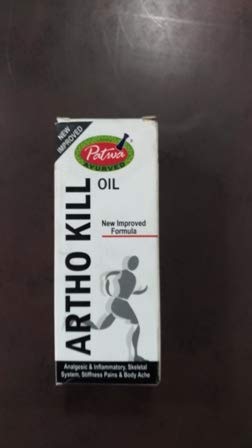 NEW
IMPROVED
Patwa
AYURVED
ARTHO KILL
OIL
New Improved
Formula
Analgesic & Inflammatory, Skeletal
System, Stiffness Pains & Body Ache